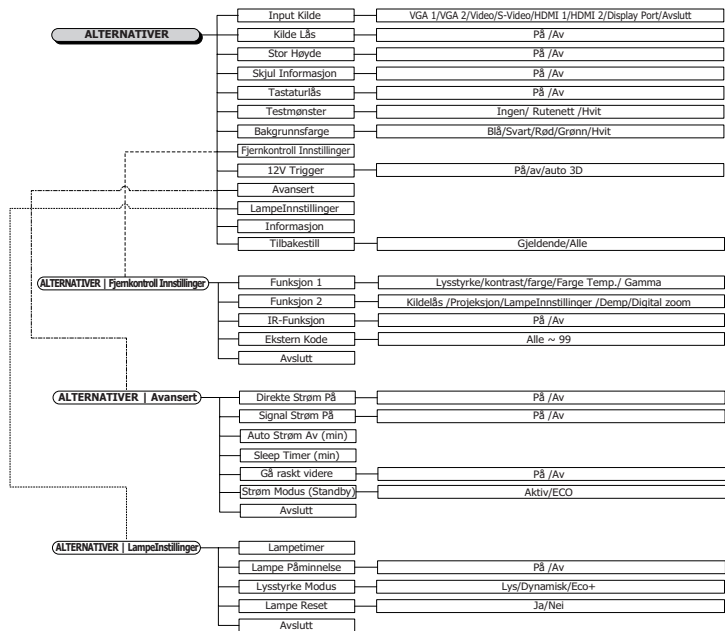 ALTERNATIVER
Input Kilde VGA 1/VGA 2/Video/S-Video/HDMI 1/HDMI 2/Display Port/Avslutt
Kilde Lås På /Av
Stor Høyde På /Av
Skjul Informasjon På /Av
Tastaturlås På /Av
Testmønster Ingen/ Rutenett /Hvit
Bakgrunnsfarge Blå/Svart/Rød/Grønn/Hvit
Fjernkontroll Innstillinger
12V Trigger På/av/auto 3D
Avansert
LampeInnstillinger
Informasjon
Tilbakestill Gjeldende/Alle
ALTERNATIVER | Fjernkontroll Innstillinger
Funksjon 1 Lysstyrke/kontrast/farge/Farge Temp./ Gamma
Funksjon 2 Kildelås /Projeksjon/LampeInnstillinger /Demp/Digital zoom
IR-Funksjon På /Av
Ekstern Kode Alle ~ 99
Avslutt
ALTERNATIVER | Avansert
Direkte Strøm På På /Av
Signal Strøm På På /Av
Auto Strøm Av (min)
Sleep Timer (min)
Gå raskt videre På /Av
Strøm Modus (Standby) Aktiv/ECO
Avslutt
ALTERNATIVER | LampeInstillinger
Lampetimer
Lampe Påminnelse På /Av
Lysstyrke Modus Lys/Dynamisk/Eco+
Lampe Reset Ja/Nei
Avslutt